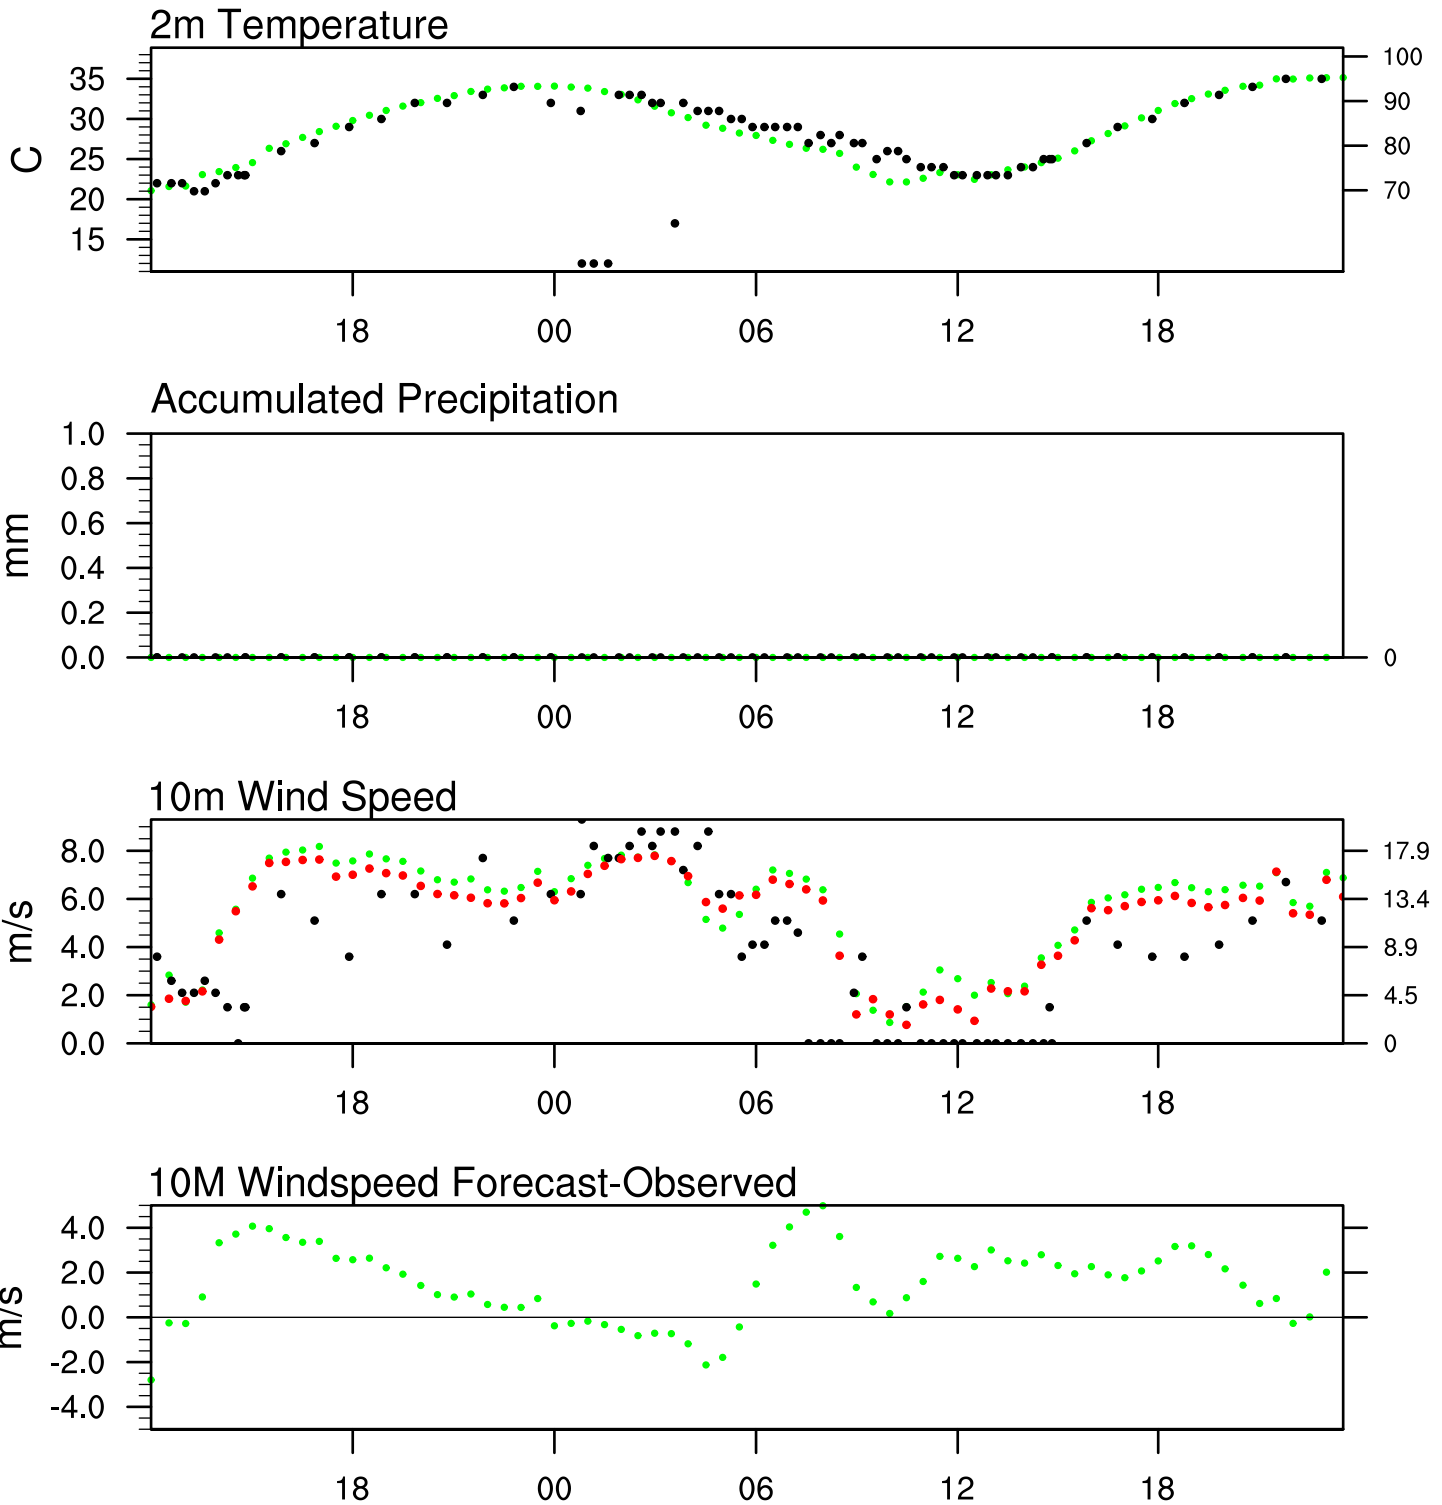 2m Temperature
35
30
25
20
15
C
100
90
80
70
18 00 06 12 18
Accumulated Precipitation
1.0
0.8
0.6
0.4
0.2
0.0
mm
0
18 00 06 12 18
10m Wind Speed
8.0
6.0
4.0
2.0
0.0
m/s
17.9
13.4
8.9
4.5
0
18 00 06 12 18
10M Windspeed Forecast-Observed
4.0
2.0
0.0
-2.0
-4.0
m/s
18 00 06 12 18